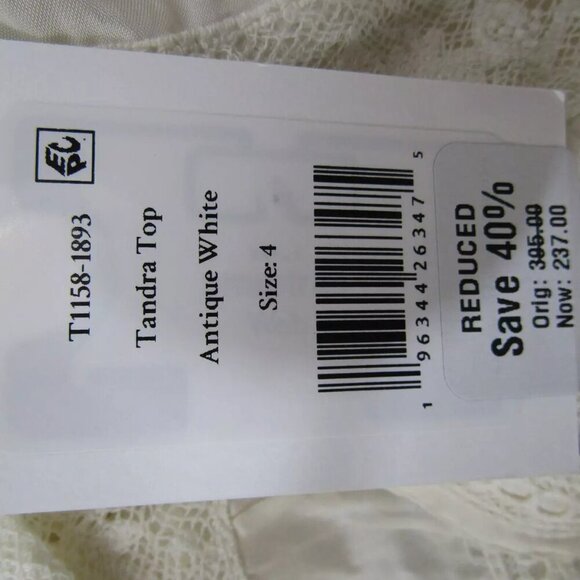 T1158-1893
Tandra Top
Antique White
Size: 4
1 96344 26347 5
REDUCED
Save 40%
Orig: 395.00
Now: 237.00